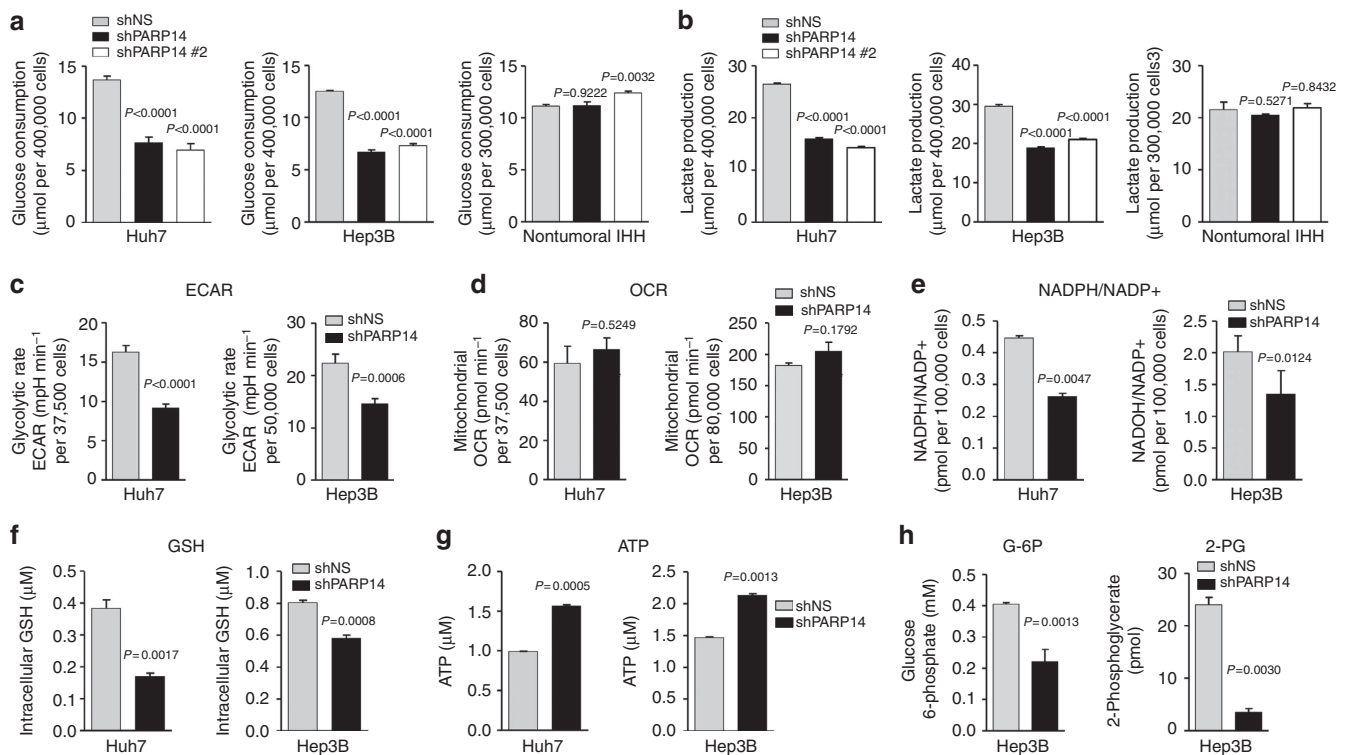 a
shNS
shPARP14
shPARP14 #2
Glucose consumption
(μmol per 400,000 cells)
15
10
5
0
P<0.0001
P<0.0001
Huh7
Glucose consumption
(μmol per 400,000 cells)
15
10
5
0
P<0.0001
P<0.0001
Hep3B
Glucose consumption
(μmol per 300,000 cells)
15
10
5
0
P=0.9222
P=0.0032
Nontumoral IHH
b
shNS
shPARP14
shPARP14 #2
Lactate production
(μmol per 400,000 cells)
30
20
10
0
P<0.0001
P<0.0001
Huh7
Lactate production
(μmol per 400,000 cells)
40
30
20
10
0
P<0.0001
P<0.0001
Hep3B
Lactate production
(μmol per 300,000 cells3)
30
20
10
0
P=0.5271
P=0.8432
Nontumoral IHH
c
ECAR
Glycolytic rate
ECAR (mpH min−1
per 37,500 cells)
20
15
10
5
0
P<0.0001
Huh7
Glycolytic rate
ECAR (mpH min−1
per 50,000 cells)
30
20
10
0
shNS
shPARP14
P=0.0006
Hep3B
d
OCR
Mitochondrial
OCR (pmol min−1
per 37,500 cells)
80
60
40
20
0
P=0.5249
Huh7
Mitochondrial
OCR (pmol min−1
per 80,000 cells)
250
200
150
100
50
0
shNS
shPARP14
P=0.1792
Hep3B
e
NADPH/NADP+
NADPH/NADP+
(pmol per 100,000 cells)
0.5
0.4
0.3
0.2
0.1
0.0
P=0.0047
Huh7
NADOH/NADP+
(pmol per 100,000 cells)
2.5
2.0
1.5
1.0
0.5
0.0
shNS
shPARP14
P=0.0124
Hep3B
f
GSH
Intracellular GSH (μM)
0.5
0.4
0.3
0.2
0.1
0.0
P=0.0017
Huh7
Intracellular GSH (μM)
1.0
0.8
0.6
0.4
0.2
0.0
shNS
shPARP14
P=0.0008
Hep3B
g
ATP
ATP (μM)
2.0
1.5
1.0
0.5
0.0
P=0.0005
Huh7
ATP (μM)
2.5
2.0
1.5
1.0
0.5
0.0
P=0.0013
shNS
shPARP14
Hep3B
h
G-6P
Glucose
6-phosphate (mM)
0.6
0.4
0.3
0.2
0.1
0.0
P=0.0013
Hep3B
2-PG
2-Phosphoglycerate
(pmol)
30
20
10
0
shNS
shPARP14
P=0.0030
Hep3B